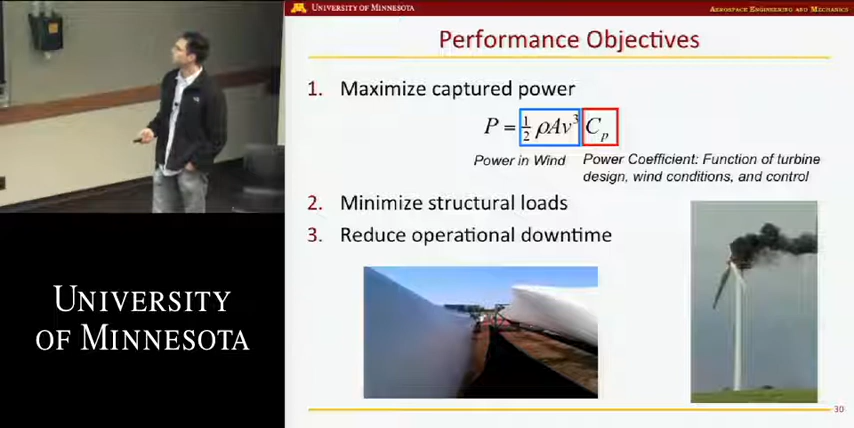 UNIVERSITY OF MINNESOTA
AEROSPACE ENGINEERING AND MECHANICS
Performance Objectives
1. Maximize captured power
P = ½ ρAv³ Cₚ
Power in Wind
Power Coefficient: Function of turbine
design, wind conditions, and control
2. Minimize structural loads
3. Reduce operational downtime
UNIVERSITY
OF MINNESOTA
30